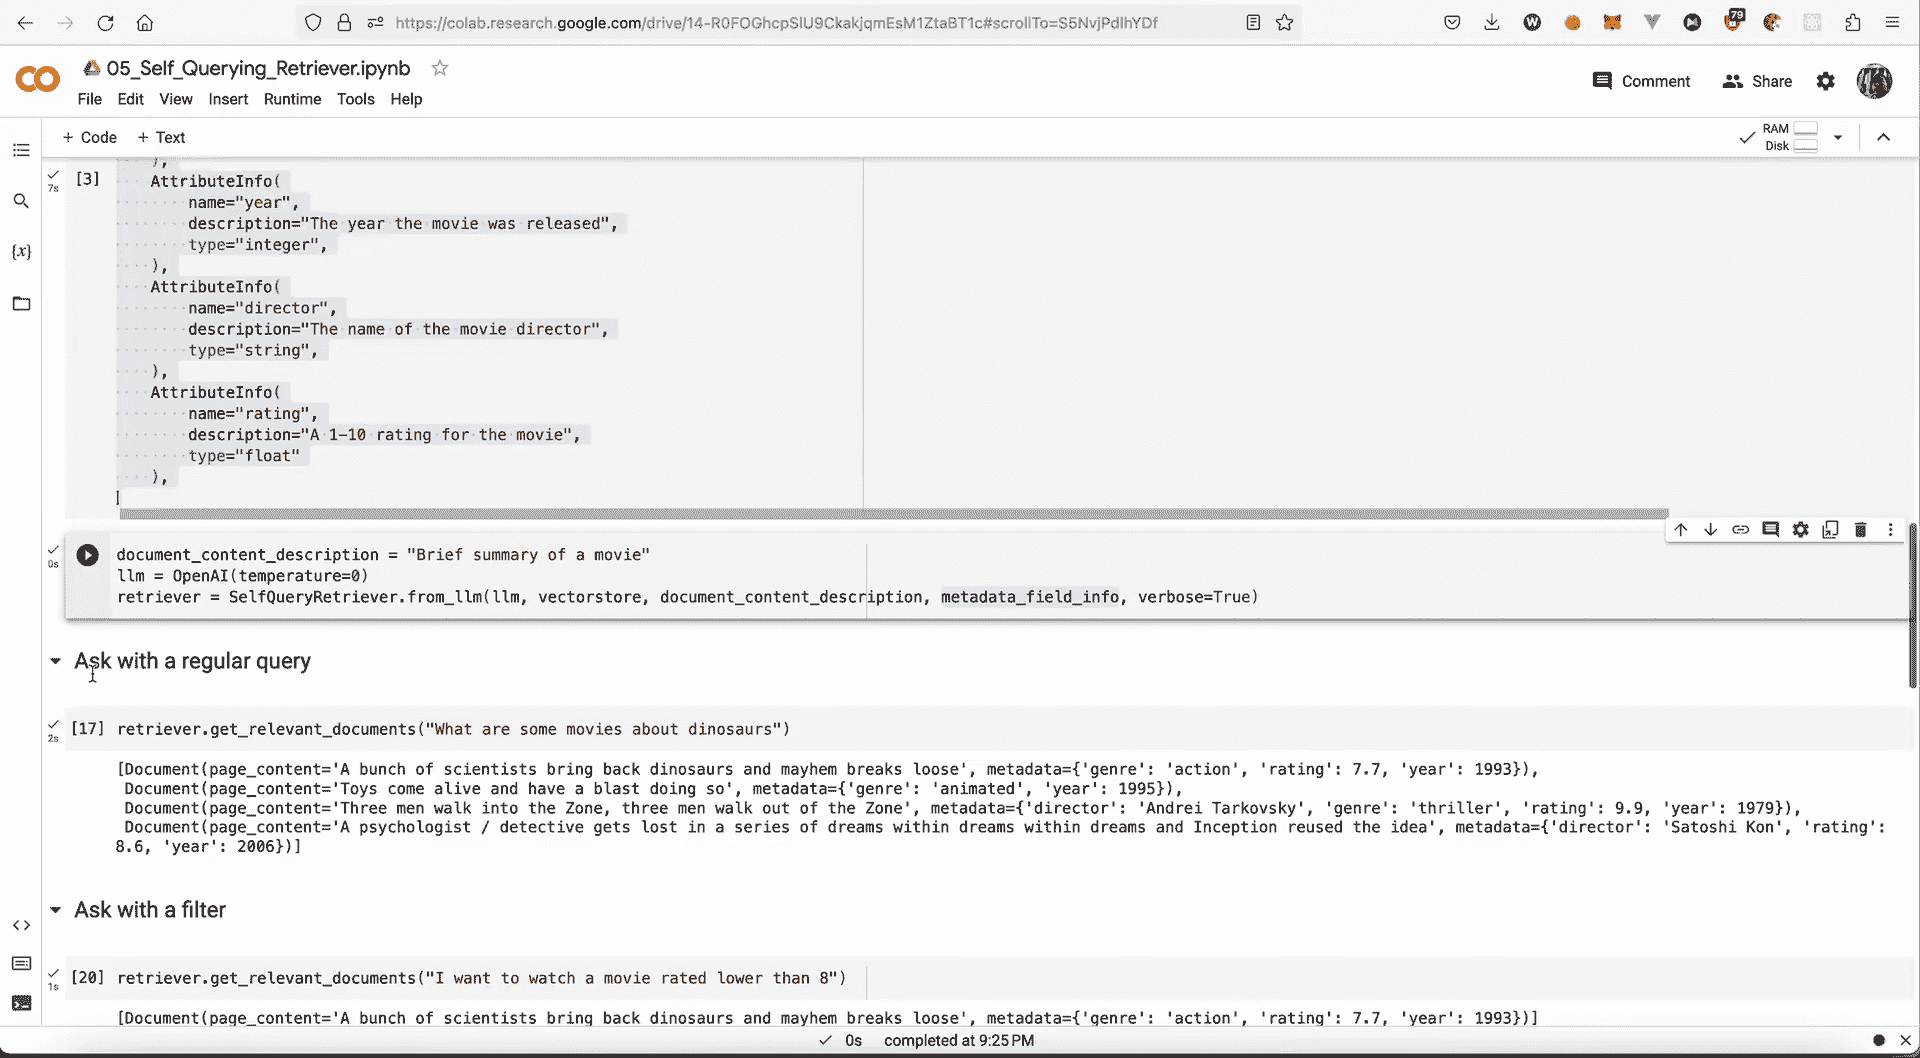 https://colab.research.google.com/drive/14-R0FOGhcpSlU9CkakjqmEsM1ZtaBT1c#scrollTo=S5NvjPdlhYDf
79
05_Self_Querying_Retriever.ipynb
File Edit View Insert Runtime Tools Help
Comment
Share
+ Code + Text
RAM
Disk
),
[3]
7s
AttributeInfo(
name="year",
description="The year the movie was released",
type="integer",
),
AttributeInfo(
name="director",
description="The name of the movie director",
type="string",
),
AttributeInfo(
name="rating",
description="A 1-10 rating for the movie",
type="float"
),
]
0s
document_content_description = "Brief summary of a movie"
llm = OpenAI(temperature=0)
retriever = SelfQueryRetriever.from_llm(llm, vectorstore, document_content_description, metadata_field_info, verbose=True)
Ask with a regular query
2s
[17] retriever.get_relevant_documents("What are some movies about dinosaurs")
[Document(page_content='A bunch of scientists bring back dinosaurs and mayhem breaks loose', metadata={'genre': 'action', 'rating': 7.7, 'year': 1993}),
Document(page_content='Toys come alive and have a blast doing so', metadata={'genre': 'animated', 'year': 1995}),
Document(page_content='Three men walk into the Zone, three men walk out of the Zone', metadata={'director': 'Andrei Tarkovsky', 'genre': 'thriller', 'rating': 9.9, 'year': 1979}),
Document(page_content='A psychologist / detective gets lost in a series of dreams within dreams within dreams and Inception reused the idea', metadata={'director': 'Satoshi Kon', 'rating':
8.6, 'year': 2006})]
Ask with a filter
1s
[20] retriever.get_relevant_documents("I want to watch a movie rated lower than 8")
[Document(page_content='A bunch of scientists bring back dinosaurs and mayhem breaks loose', metadata={'genre': 'action', 'rating': 7.7, 'year': 1993})]
0s completed at 9:25 PM